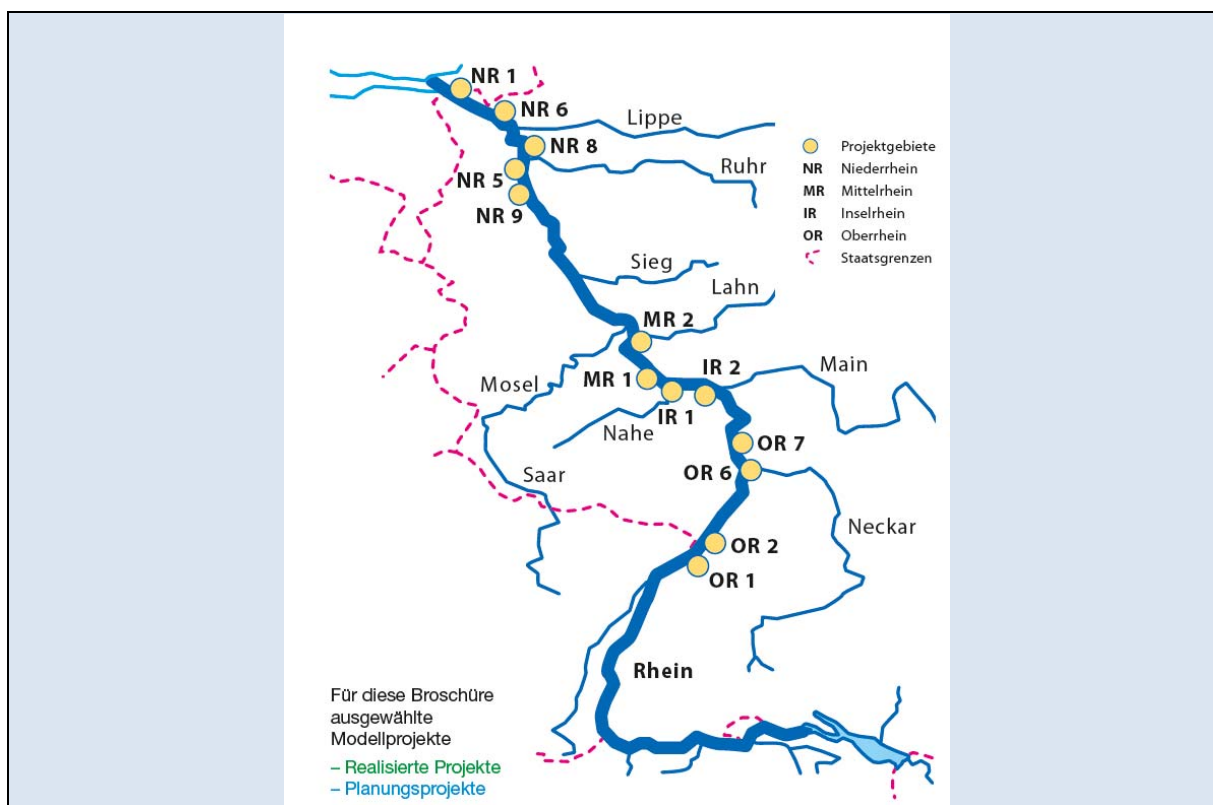 NR 1
NR 6
Lippe
NR 8
Ruhr
NR 5
NR 9
Projektgebiete
NR Niederrhein
MR Mittelrhein
IR Inselrhein
OR Oberrhein
Staatsgrenzen
Sieg
Lahn
MR 2
IR 2
Main
Mosel
MR 1
IR 1
Nahe
OR 7
OR 6
Saar
Neckar
OR 2
OR 1
Rhein
Für diese Broschüre
ausgewählte
Modellprojekte
– Realisierte Projekte
– Planungsprojekte